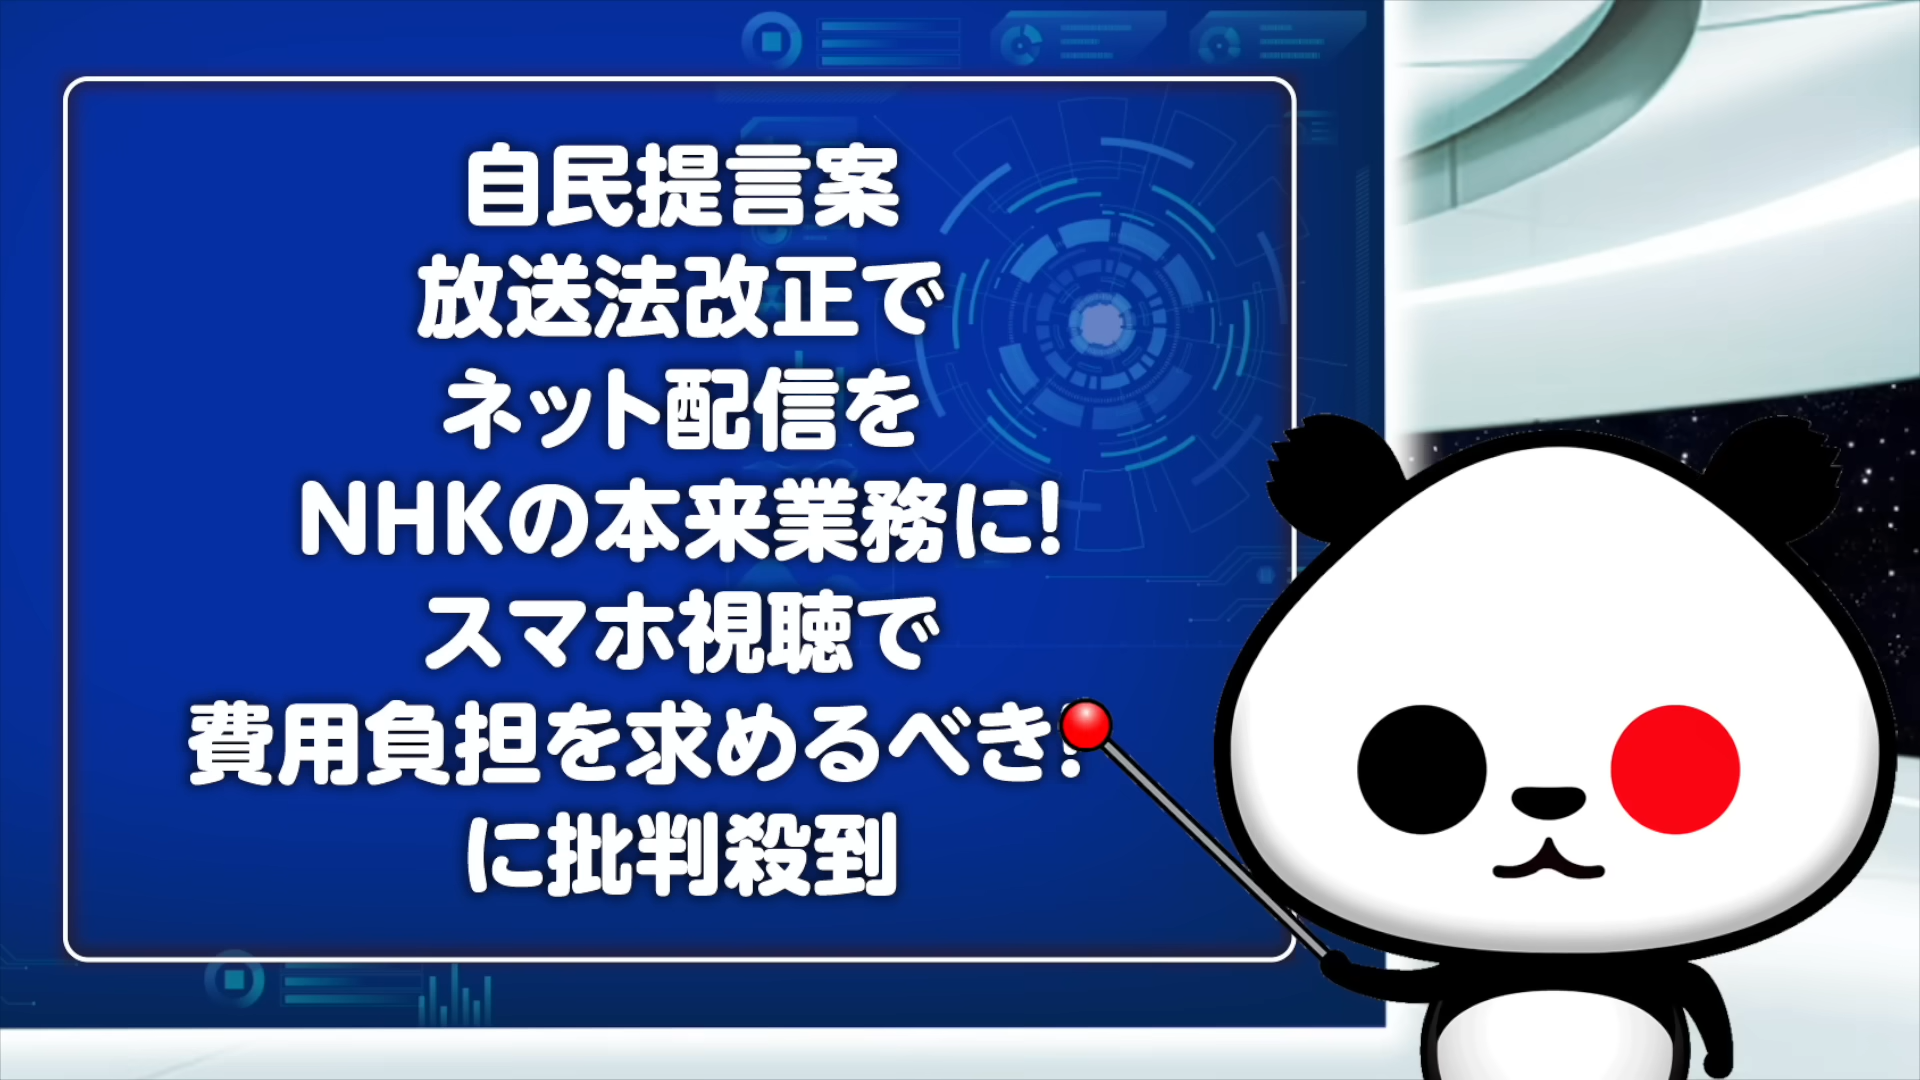 自民提言案
放送法改正で
ネット配信を
NHKの本来業務に!
スマホ視聴で
費用負担を求めるべき!
に批判殺到